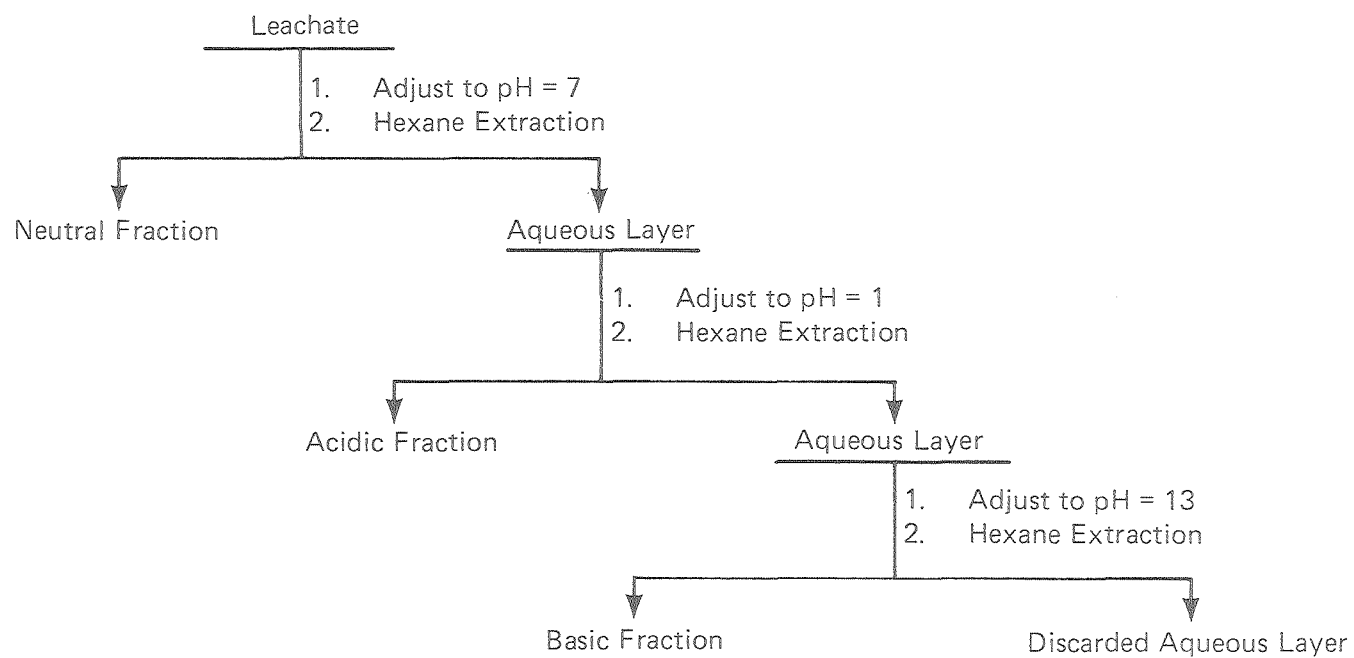 Leachate
1. Adjust to pH = 7
2. Hexane Extraction
Neutral Fraction
Aqueous Layer
1. Adjust to pH = 1
2. Hexane Extraction
Acidic Fraction
Aqueous Layer
1. Adjust to pH = 13
2. Hexane Extraction
Basic Fraction
Discarded Aqueous Layer